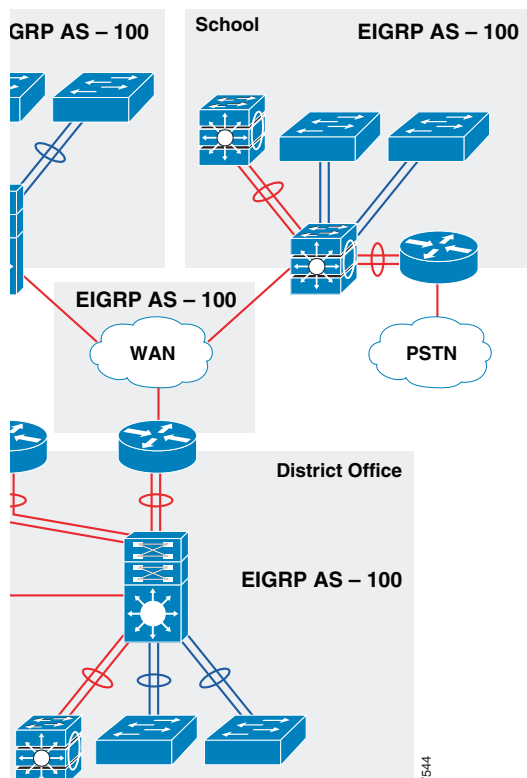 GRP AS – 100
School
EIGRP AS – 100
EIGRP AS – 100
WAN
PSTN
District Office
EIGRP AS – 100
544